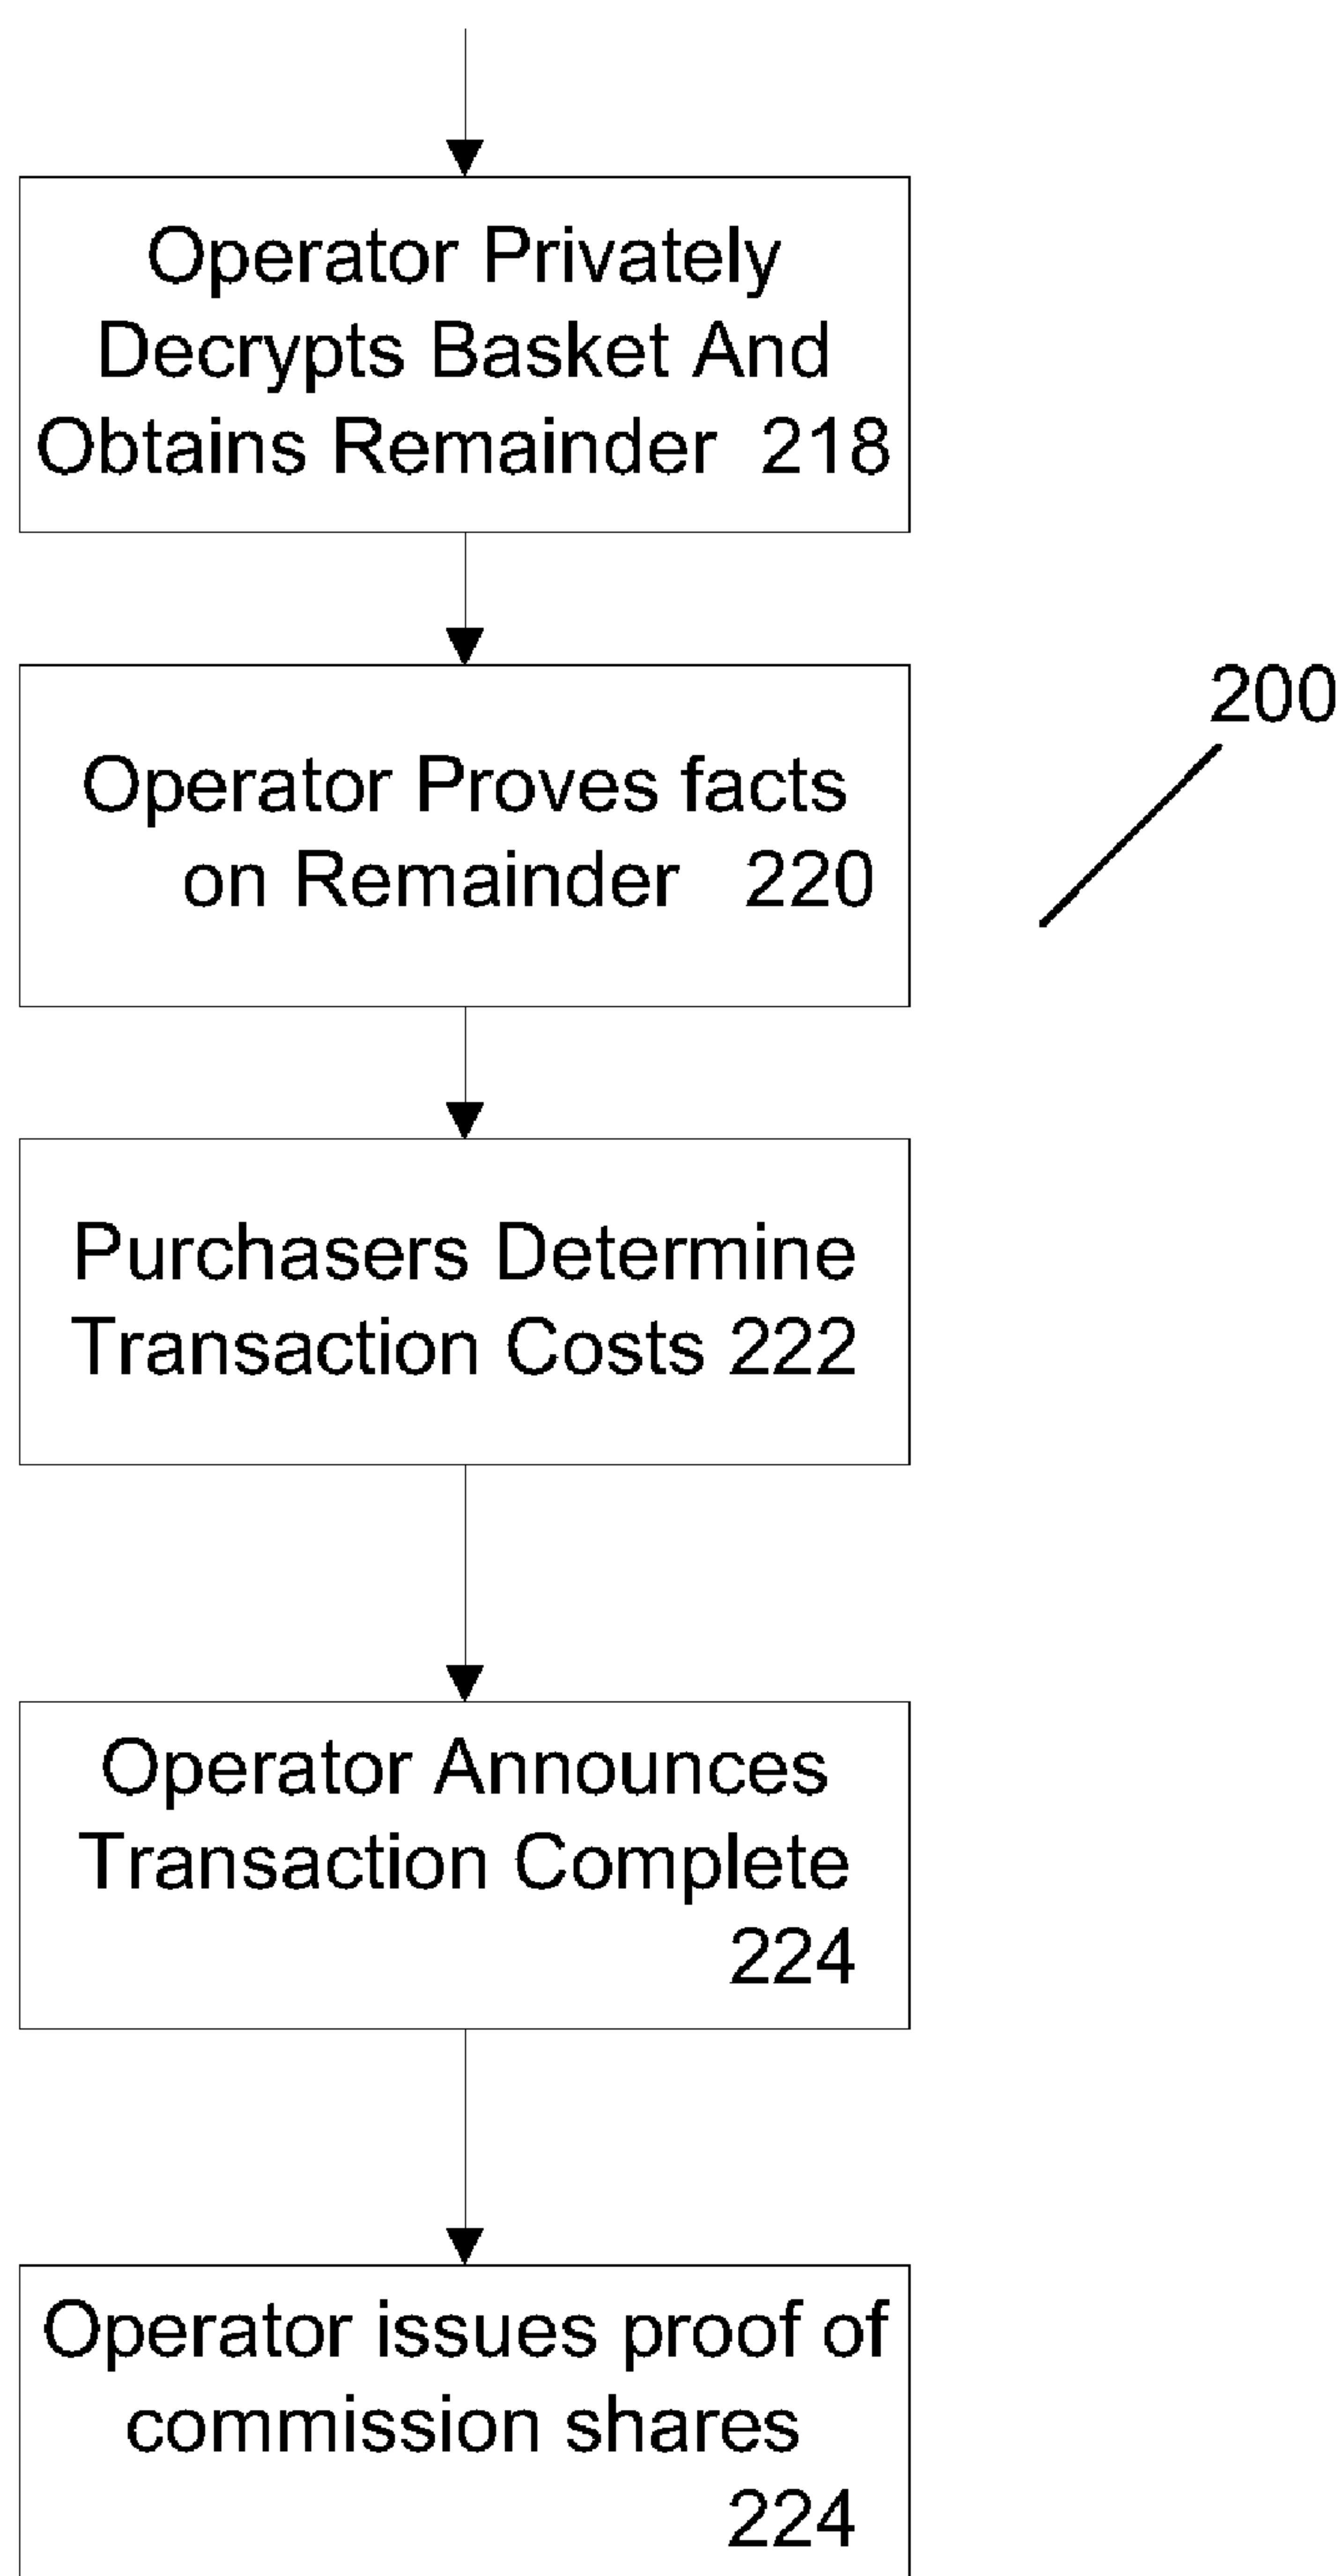 Operator Privately
Decrypts Basket And
Obtains Remainder 218
200
Operator Proves facts
on Remainder 220
Purchasers Determine
Transaction Costs 222
Operator Announces
Transaction Complete
224
Operator issues proof of
commission shares
224